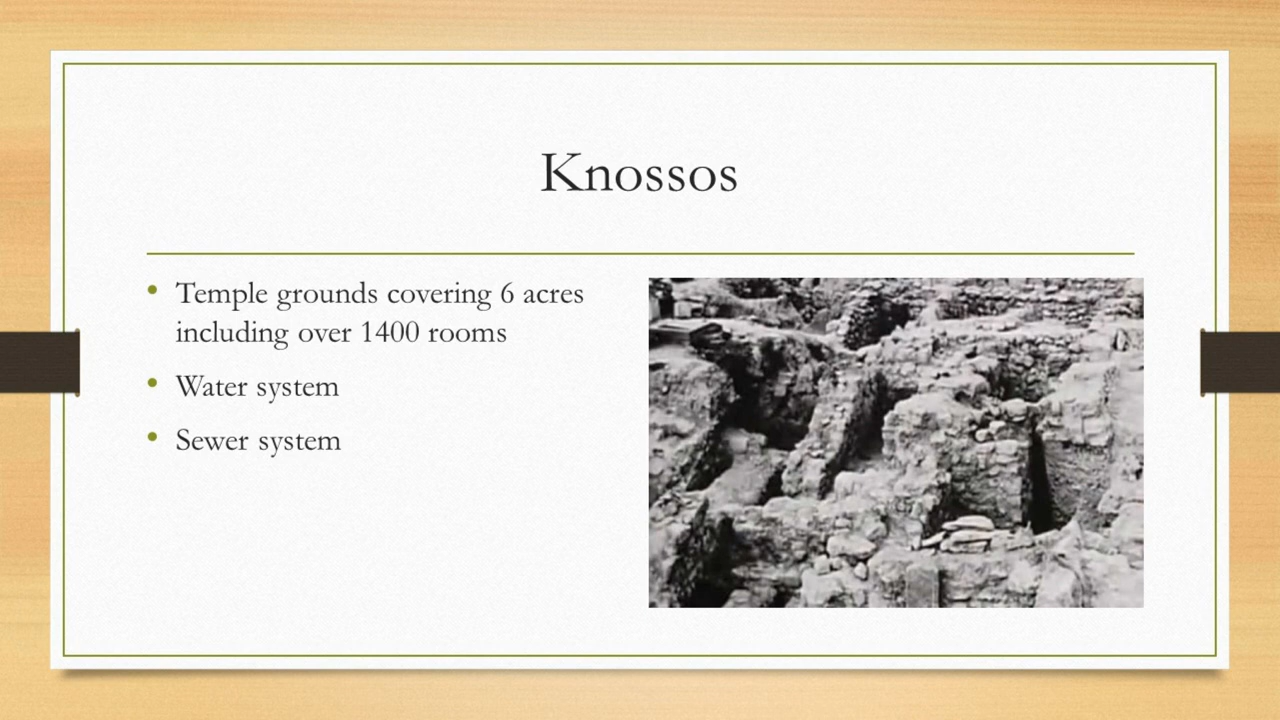 Knossos
• Temple grounds covering 6 acres
including over 1400 rooms
• Water system
• Sewer system